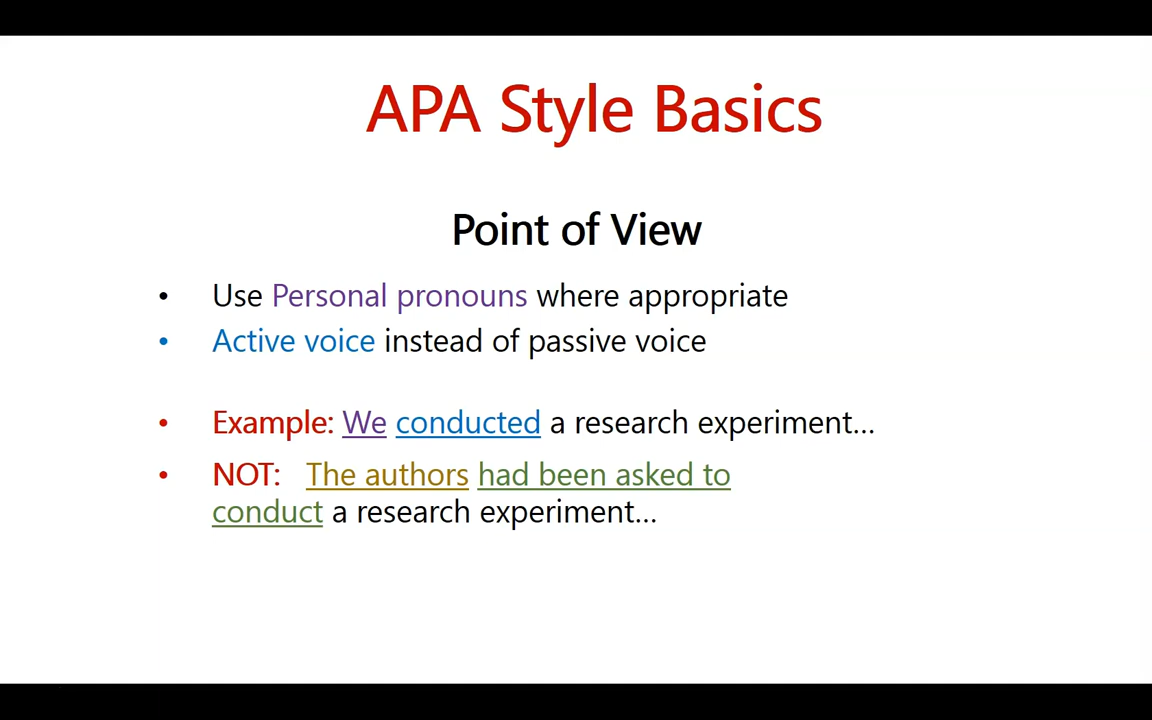 APA Style Basics
Point of View
• Use Personal pronouns where appropriate
• Active voice instead of passive voice
• Example: We conducted a research experiment...
• NOT: The authors had been asked to
conduct a research experiment...